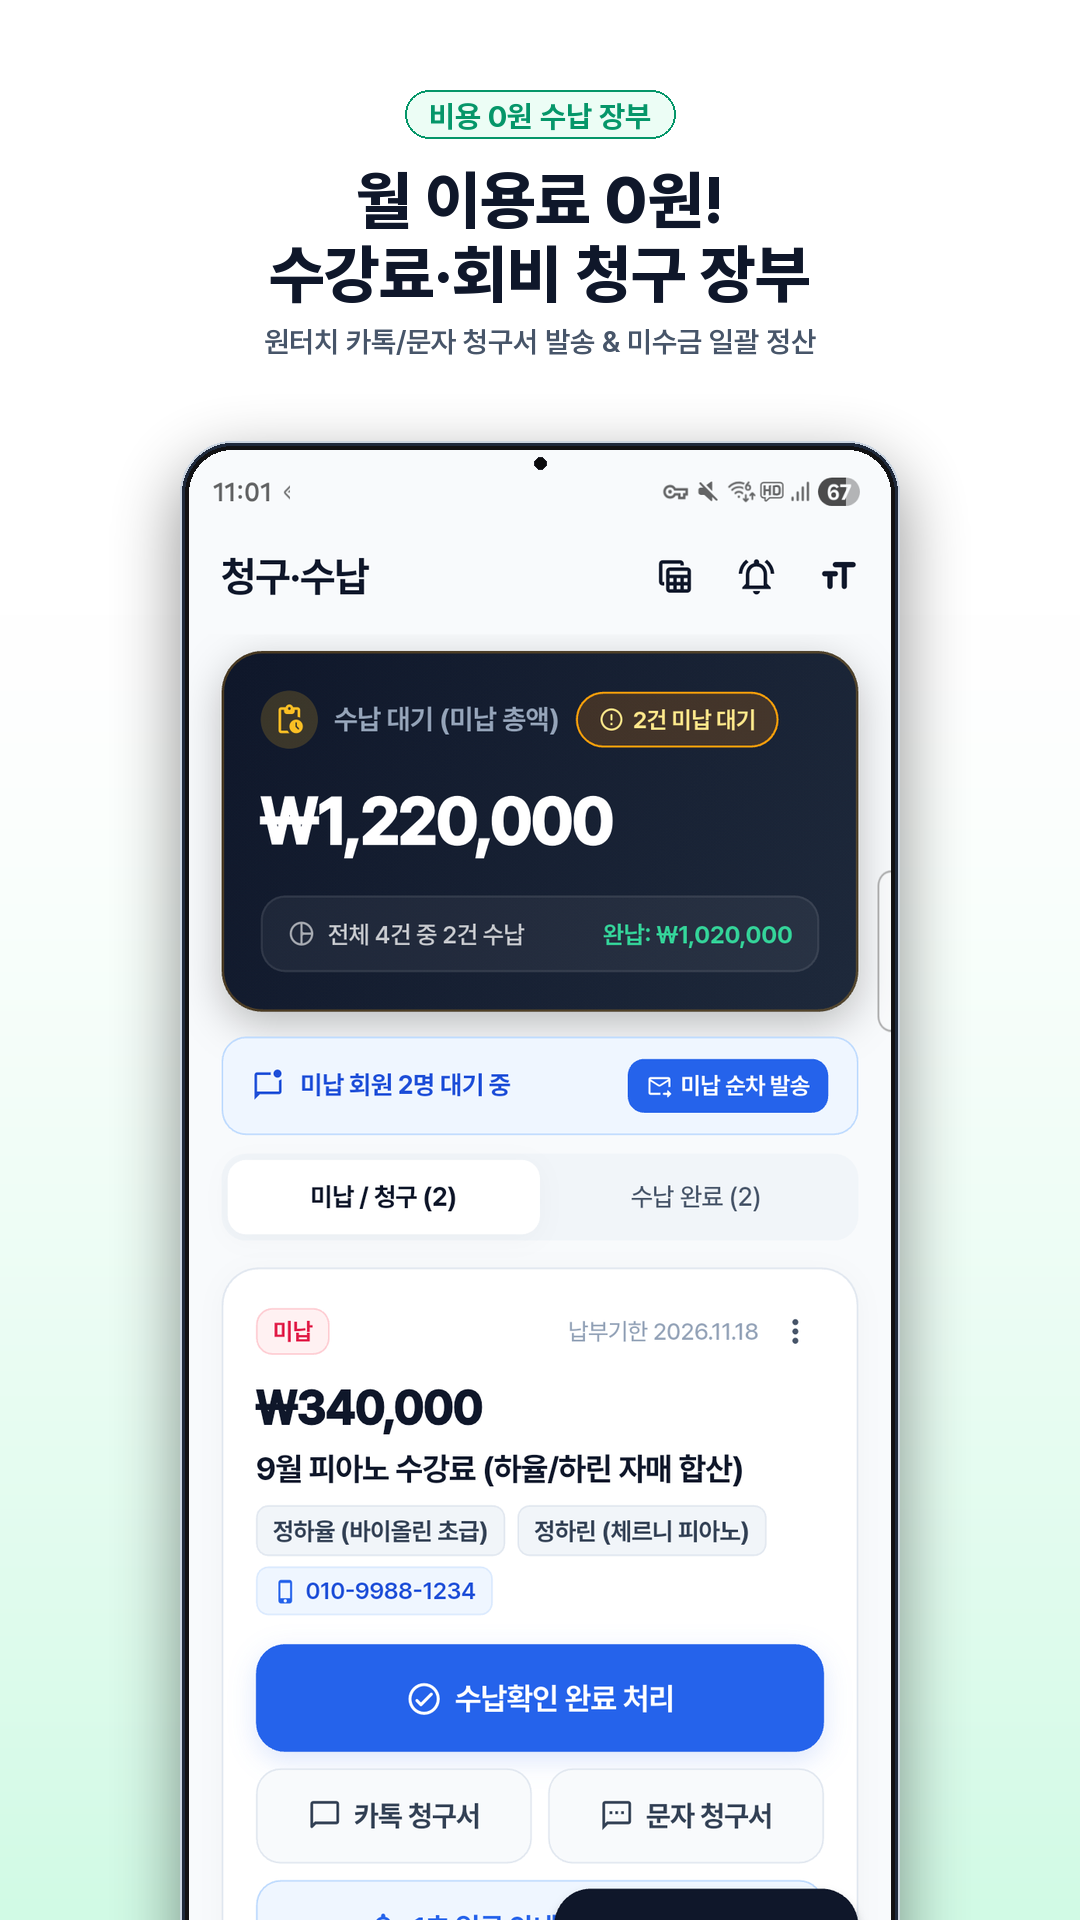 비용 0원 수납 장부
월 이용료 0원!
수강료·회비 청구 장부
원터치 카톡/문자 청구서 발송 & 미수금 일괄 정산
11:01
HD
67
청구·수납
수납 대기 (미납 총액)
2건 미납 대기
₩1,220,000
전체 4건 중 2건 수납
완납: ₩1,020,000
미납 회원 2명 대기 중
미납 순차 발송
미납 / 청구 (2)
수납 완료 (2)
미납
납부기한 2026.11.18
₩340,000
9월 피아노 수강료 (하율/하린 자매 합산)
정하율 (바이올린 초급)
정하린 (체르니 피아노)
010-9988-1234
수납확인 완료 처리
카톡 청구서
문자 청구서